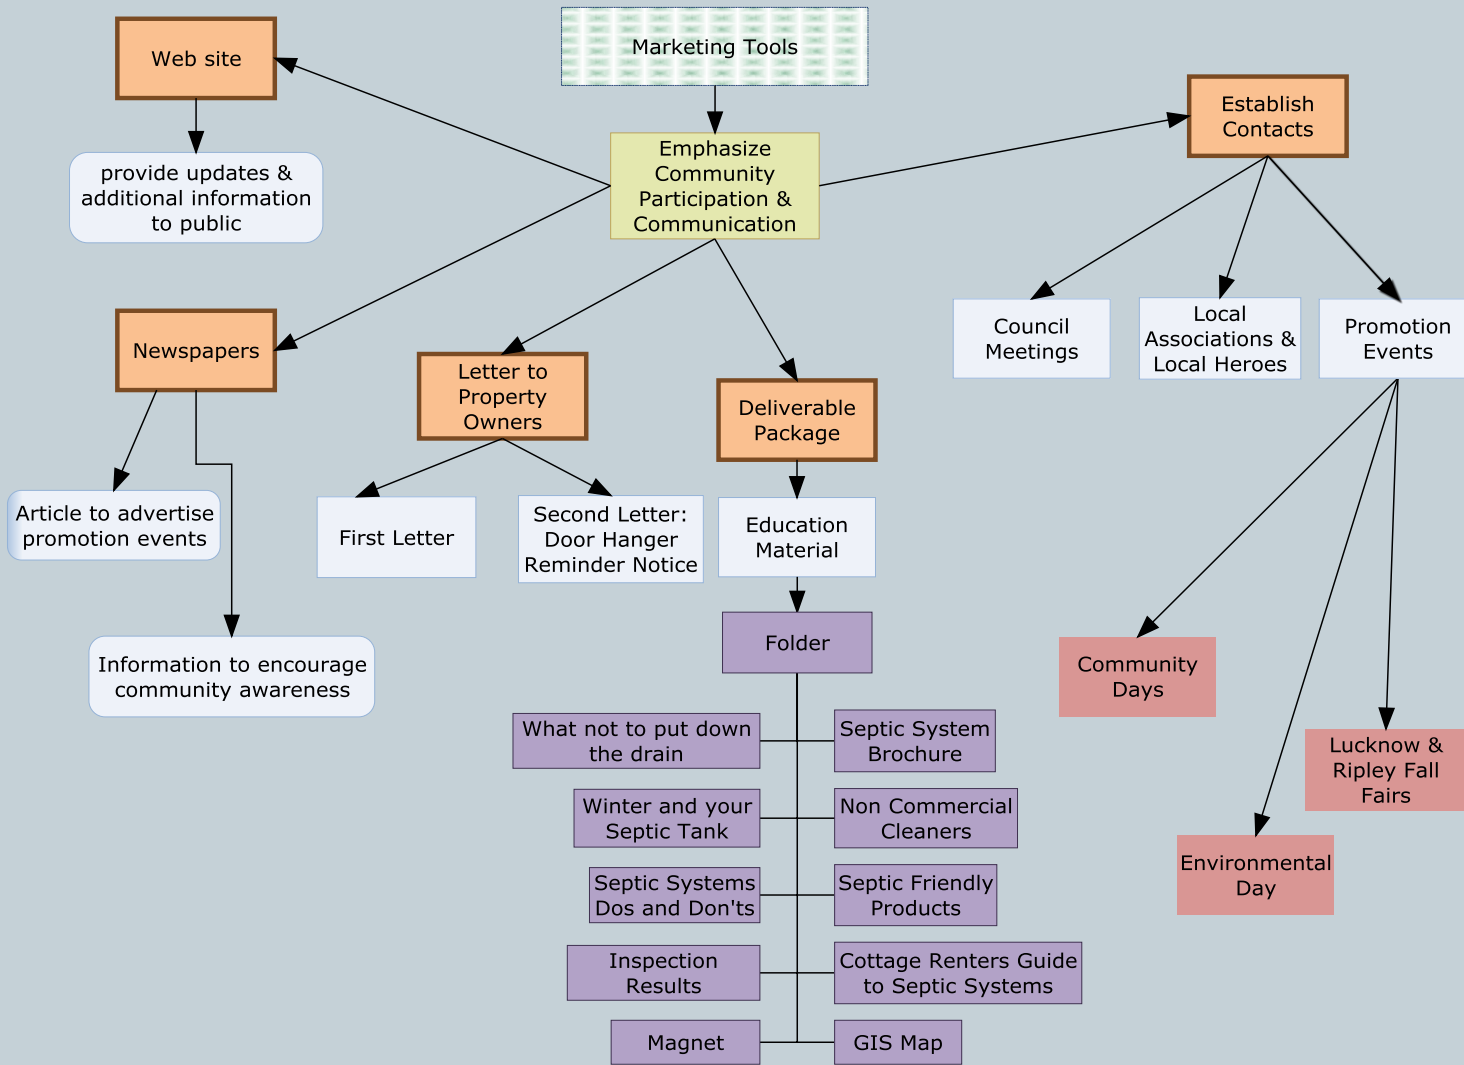 Marketing Tools
Web site
Establish
Contacts
Emphasize
Community
Participation &
Communication
provide updates &
additional information
to public
Newspapers
Letter to
Property
Owners
Deliverable
Package
Council
Meetings
Local
Associations &
Local Heroes
Promotion
Events
Article to advertise
promotion events
First Letter
Second Letter:
Door Hanger
Reminder Notice
Education
Material
Information to encourage
community awareness
Folder
Community
Days
What not to put down
the drain
Septic System
Brochure
Lucknow &
Ripley Fall
Fairs
Winter and your
Septic Tank
Non Commercial
Cleaners
Septic Systems
Dos and Don'ts
Septic Friendly
Products
Environmental
Day
Inspection
Results
Cottage Renters Guide
to Septic Systems
Magnet
GIS Map